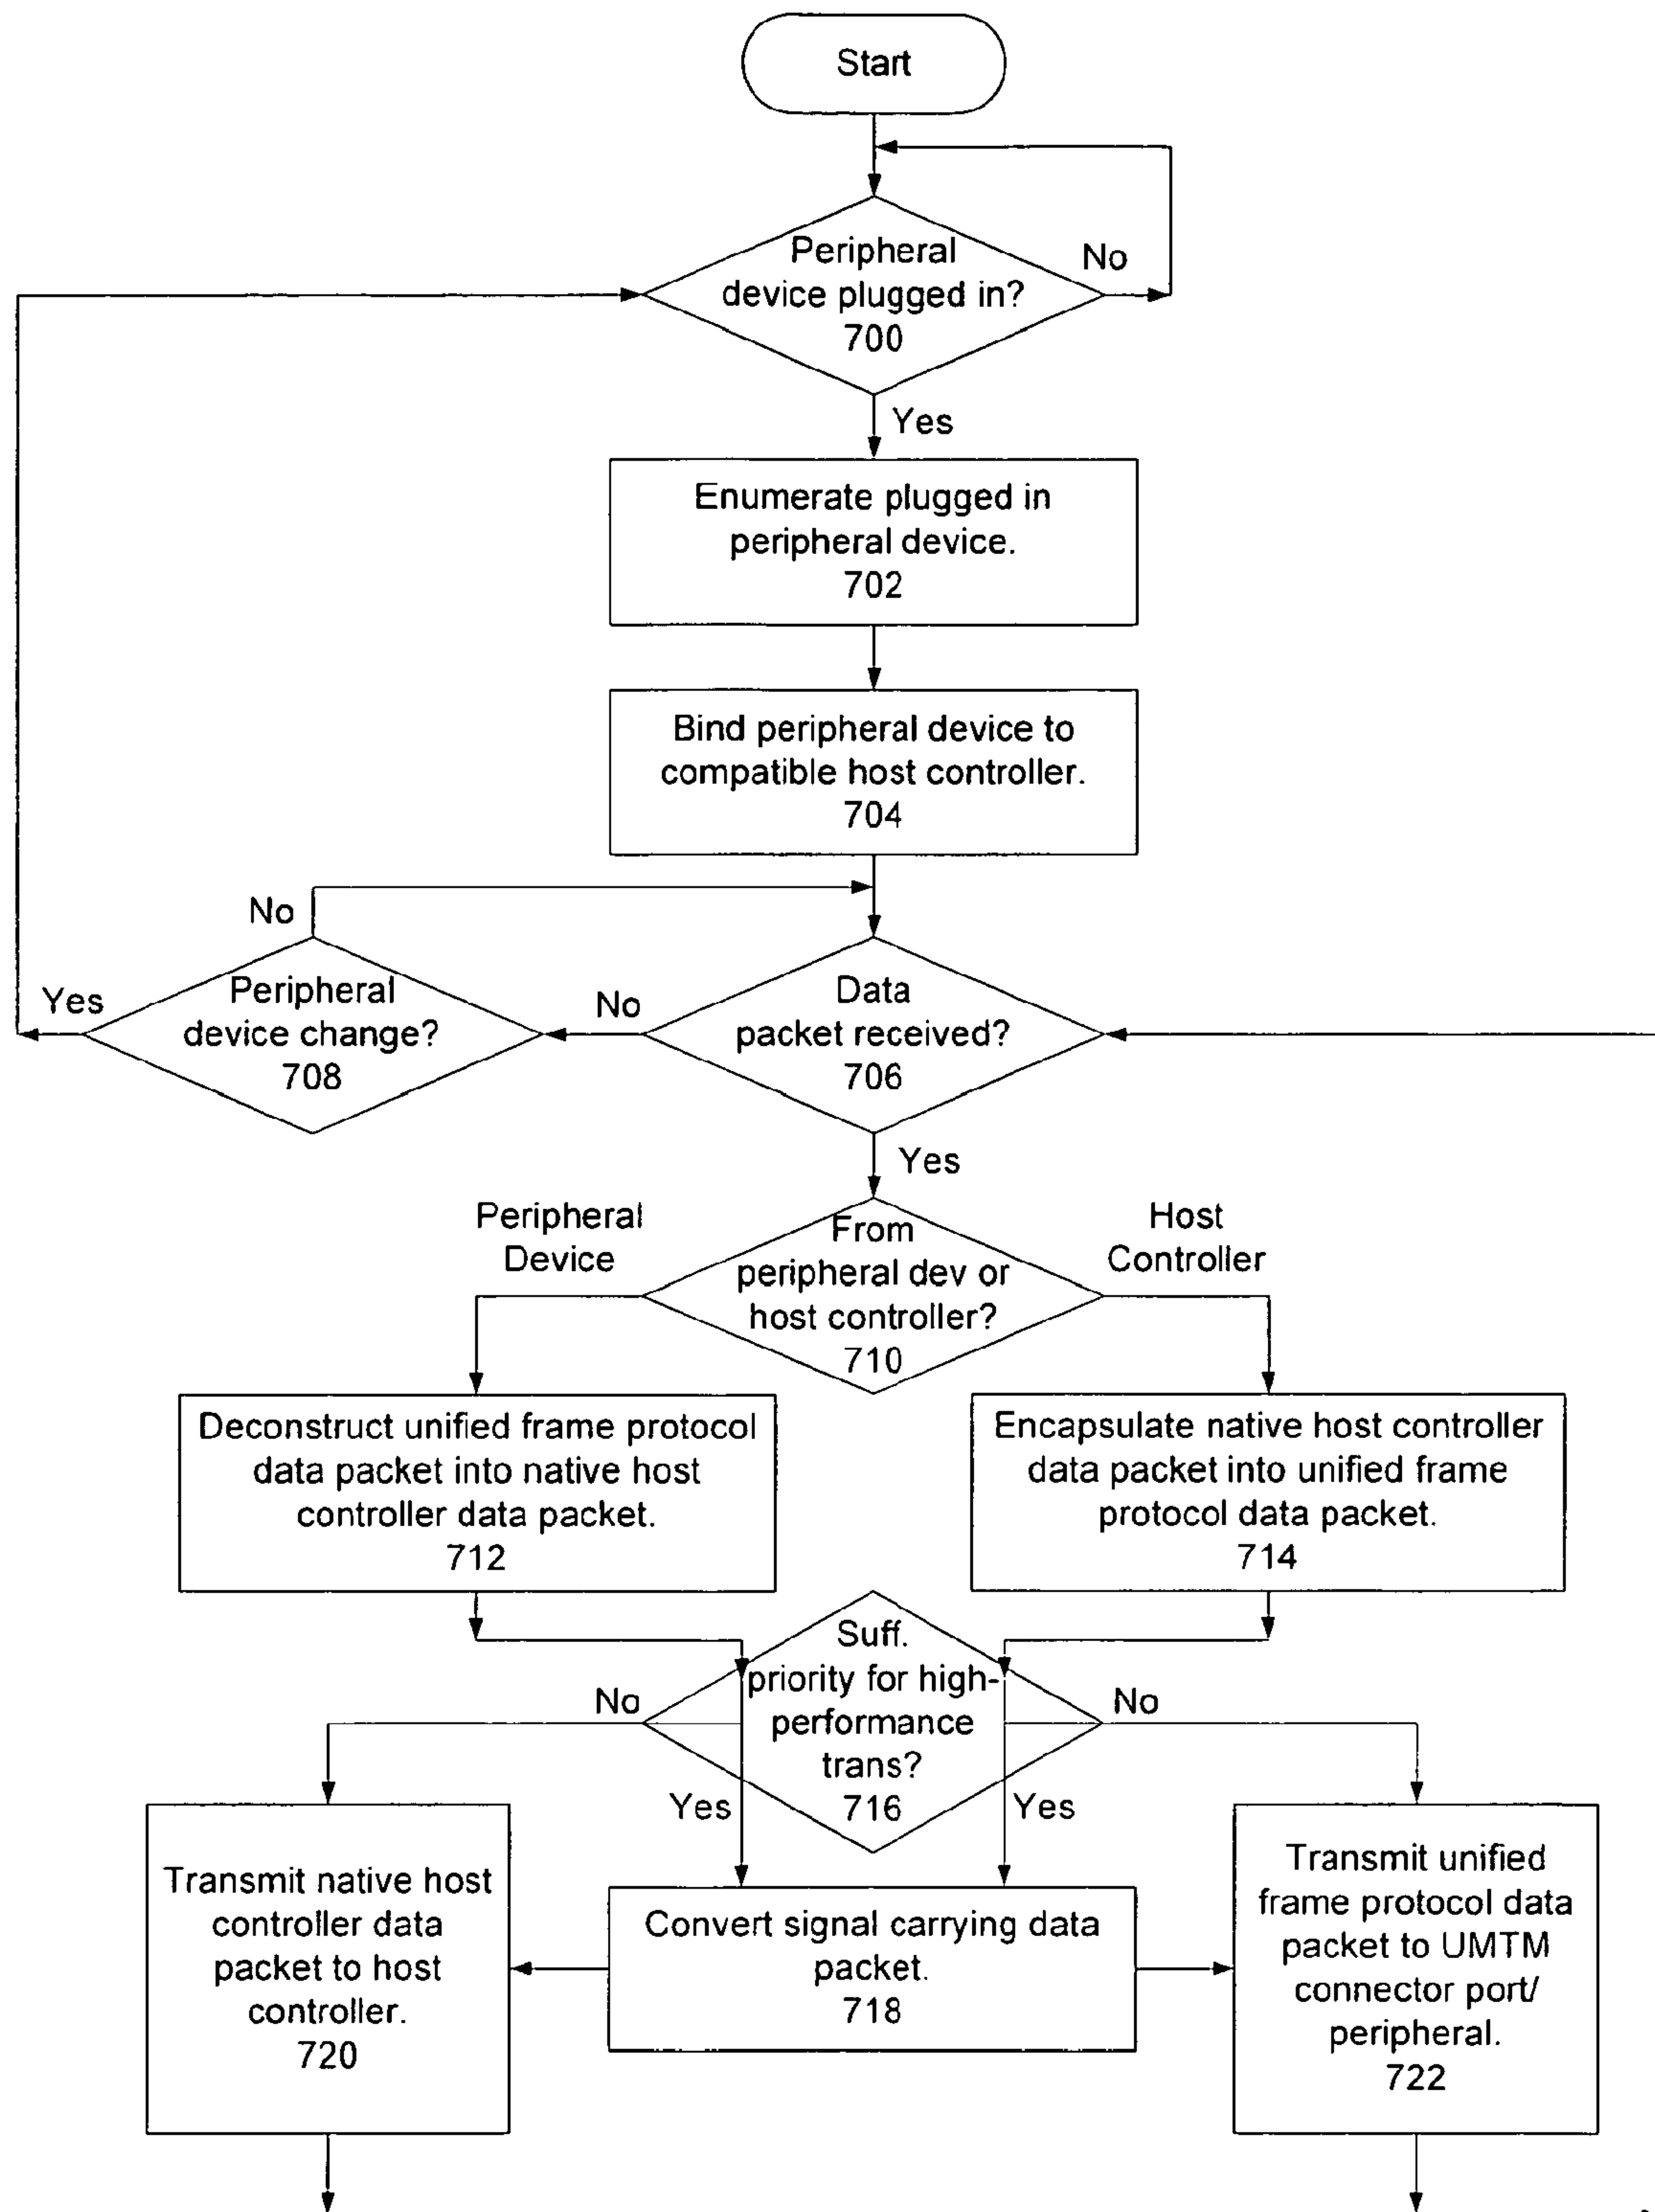 Start
Peripheral
device plugged in?
700
No
Yes
Enumerate plugged in
peripheral device.
702
Bind peripheral device to
compatible host controller.
704
No
Yes
Peripheral
device change?
708
No
Data
packet received?
706
Yes
Peripheral
Device
From
peripheral dev or
host controller?
710
Host
Controller
Deconstruct unified frame protocol
data packet into native host
controller data packet.
712
Encapsulate native host controller
data packet into unified frame
protocol data packet.
714
Suff.
priority for high-
performance
trans?
716
No
No
Yes
Yes
Transmit native host
controller data
packet to host
controller.
720
Convert signal carrying data
packet.
718
Transmit unified
frame protocol data
packet to UMTM
connector port/
peripheral.
722